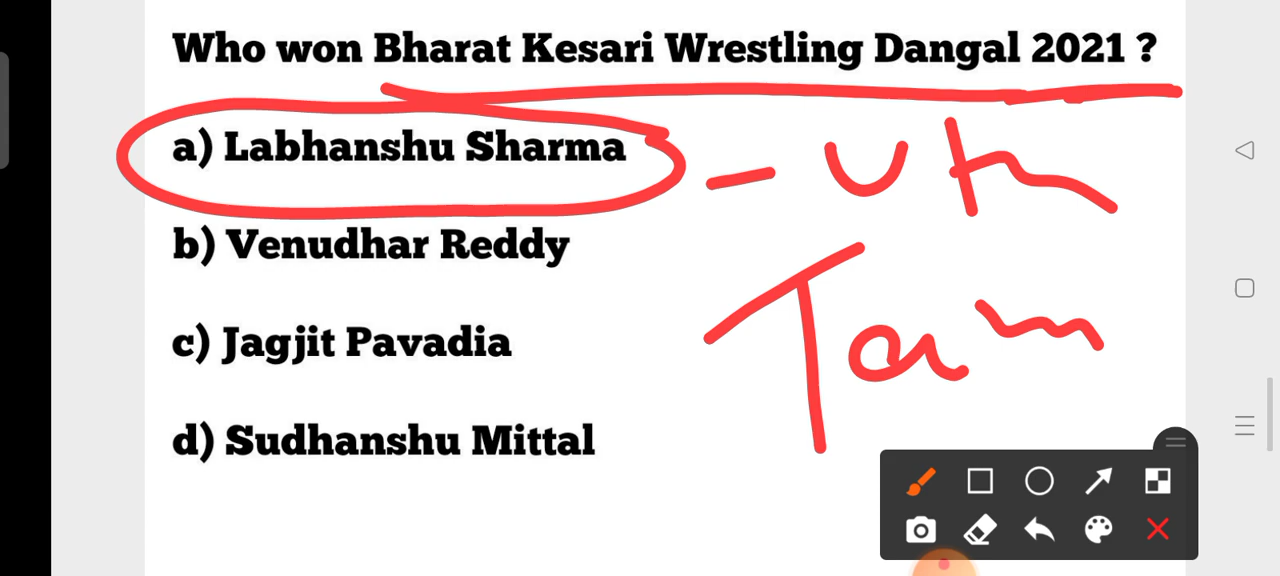 Who won Bharat Kesari Wrestling Dangal 2021 ?
a) Labhanshu Sharma
b) Venudhar Reddy
c) Jagjit Pavadia
d) Sudhanshu Mittal